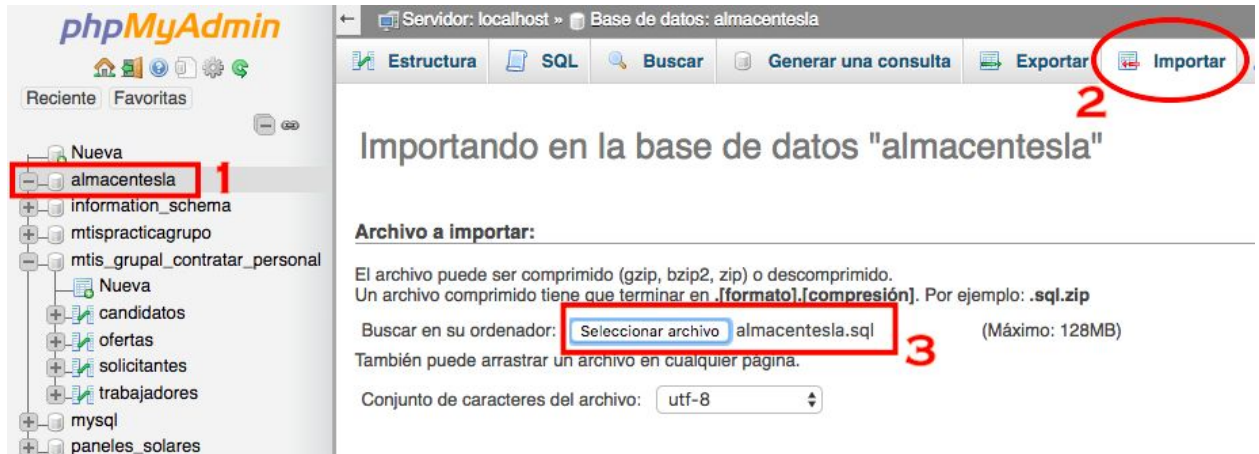 phpMyAdmin
Reciente Favoritas
Nueva
almacentesla
1
information_schema
mtispracticagrupo
mtis_grupal_contratar_personal
Nueva
candidatos
ofertas
solicitantes
trabajadores
mysql
paneles_solares
Servidor: localhost » Base de datos: almacentesla
Estructura SQL Buscar Generar una consulta Exportar Importar
2
Importando en la base de datos "almacentesla"
Archivo a importar:
El archivo puede ser comprimido (gzip, bzip2, zip) o descomprimido.
Un archivo comprimido tiene que terminar en .[formato].[compresión]. Por ejemplo: .sql.zip
Buscar en su ordenador: Seleccionar archivo almacentesla.sql (Máximo: 128MB)
3
También puede arrastrar un archivo en cualquier página.
Conjunto de caracteres del archivo: utf-8